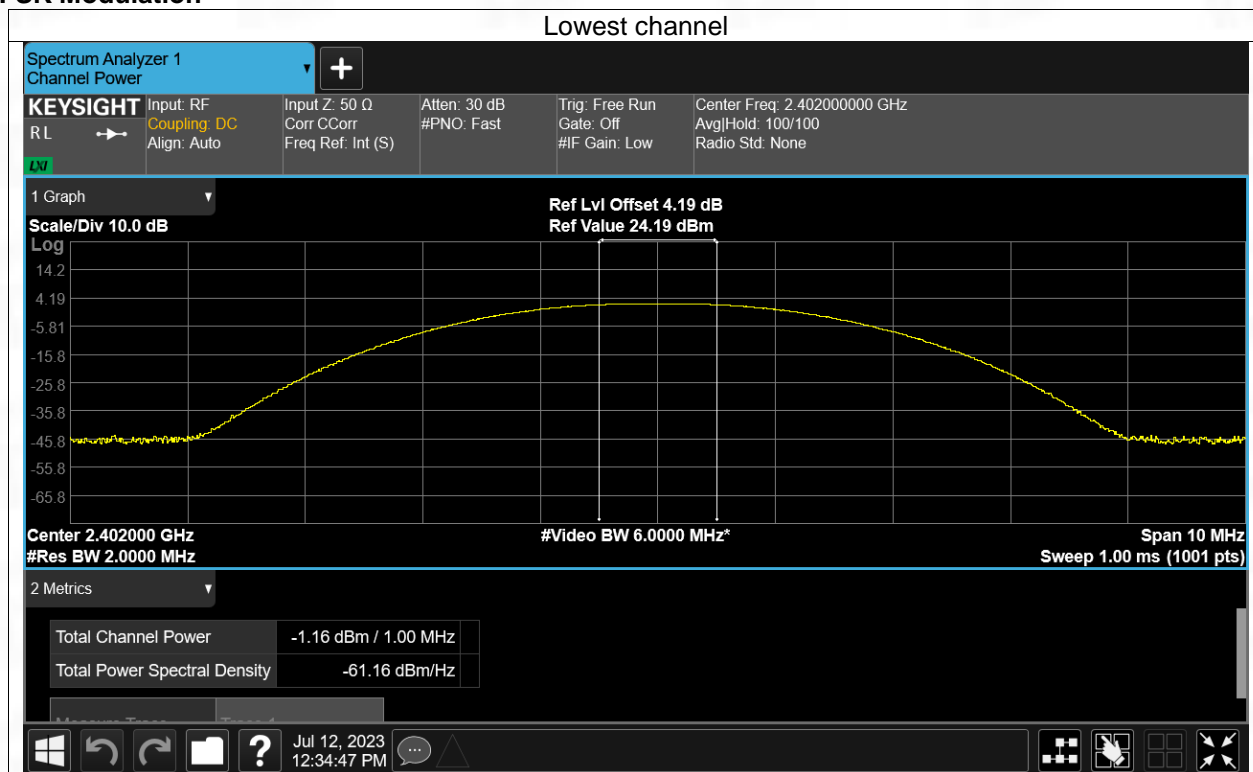 Lowest channel
Spectrum Analyzer 1
Channel Power
KEYSIGHT
R L
LXI
Input: RF
Coupling: DC
Align: Auto
Input Z: 50 Ω
Corr CCorr
Freq Ref: Int (S)
Atten: 30 dB
#PNO: Fast
Trig: Free Run
Gate: Off
#IF Gain: Low
Center Freq: 2.402000000 GHz
Avg|Hold: 100/100
Radio Std: None
1 Graph
Scale/Div 10.0 dB
Ref Lvl Offset 4.19 dB
Ref Value 24.19 dBm
Log
14.2
4.19
-5.81
-15.8
-25.8
-35.8
-45.8
-55.8
-65.8
Center 2.402000 GHz
#Video BW 6.0000 MHz*
Span 10 MHz
#Res BW 2.0000 MHz
Sweep 1.00 ms (1001 pts)
2 Metrics
Total Channel Power -1.16 dBm / 1.00 MHz
Total Power Spectral Density -61.16 dBm/Hz
?
Jul 12, 2023
12:34:47 PM